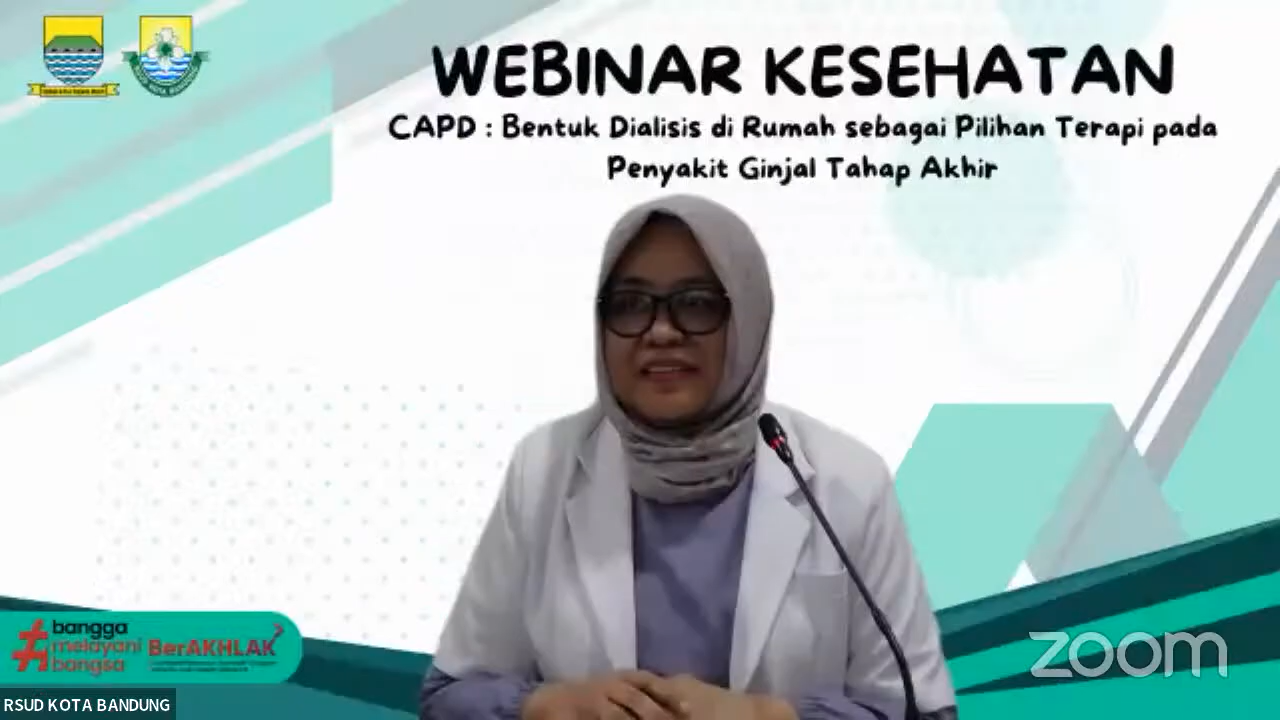 WEBINAR KESEHATAN
CAPD : Bentuk Dialisis di Rumah sebagai Pilihan Terapi pada
Penyakit Ginjal Tahap Akhir
#bangga
melayani
bangsa
BerAKHLAK
zoom
RSUD KOTA BANDUNG